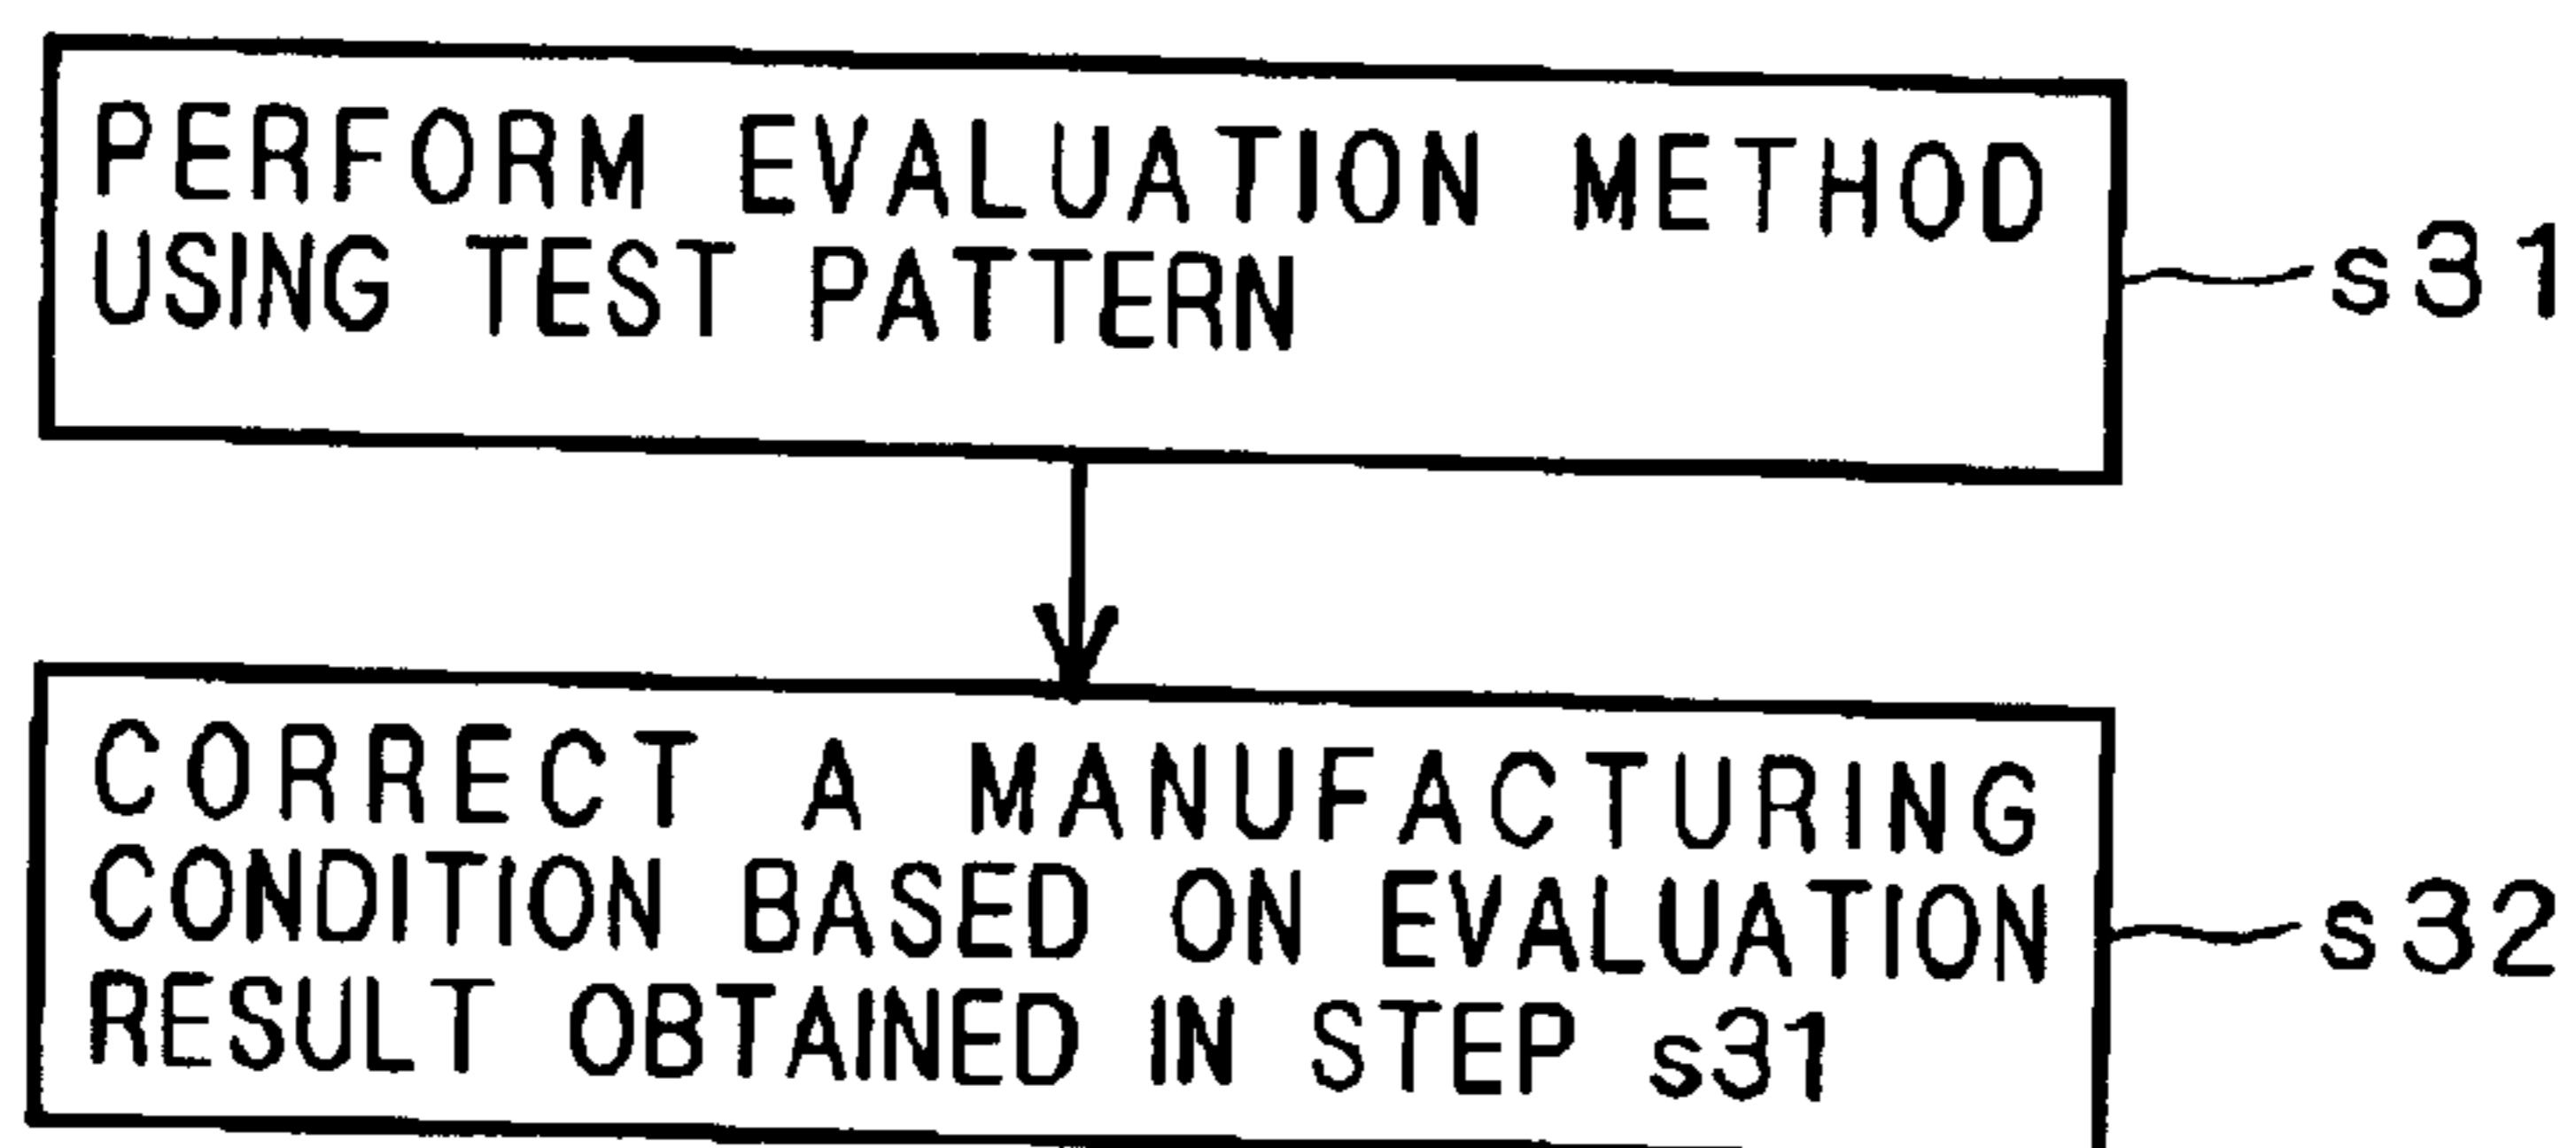 PERFORM EVALUATION METHOD
USING TEST PATTERN
s31
CORRECT A MANUFACTURING
CONDITION BASED ON EVALUATION
RESULT OBTAINED IN STEP s31
s32